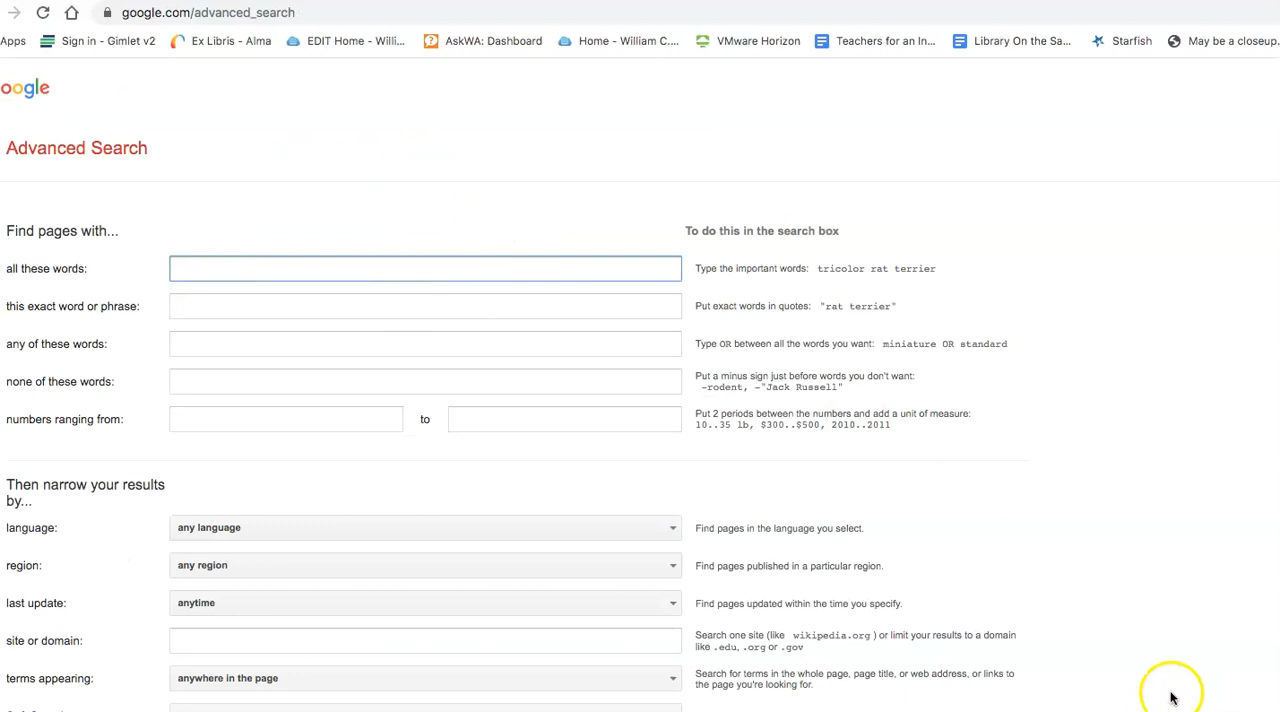 google.com/advanced_search
Apps Sign in - Gimlet v2 Ex Libris - Alma EDIT Home - Willi... AskWA: Dashboard Home - William C.... VMware Horizon Teachers for an In... Library On the Sa... Starfish May be a closeup.
oogle
Advanced Search
Find pages with... To do this in the search box
all these words: Type the important words: tricolor rat terrier
this exact word or phrase: Put exact words in quotes: "rat terrier"
any of these words: Type OR between all the words you want: miniature OR standard
none of these words: Put a minus sign just before words you don't want:
-rodent, -"Jack Russell"
numbers ranging from: to Put 2 periods between the numbers and add a unit of measure:
10..35 lb, $300..$500, 2010..2011
Then narrow your results
by...
language: any language Find pages in the language you select.
region: any region Find pages published in a particular region.
last update: anytime Find pages updated within the time you specify.
site or domain: Search one site (like wikipedia.org ) or limit your results to a domain
like .edu, .org or .gov
terms appearing: anywhere in the page Search for terms in the whole page, page title, or web address, or links to
the page you're looking for.